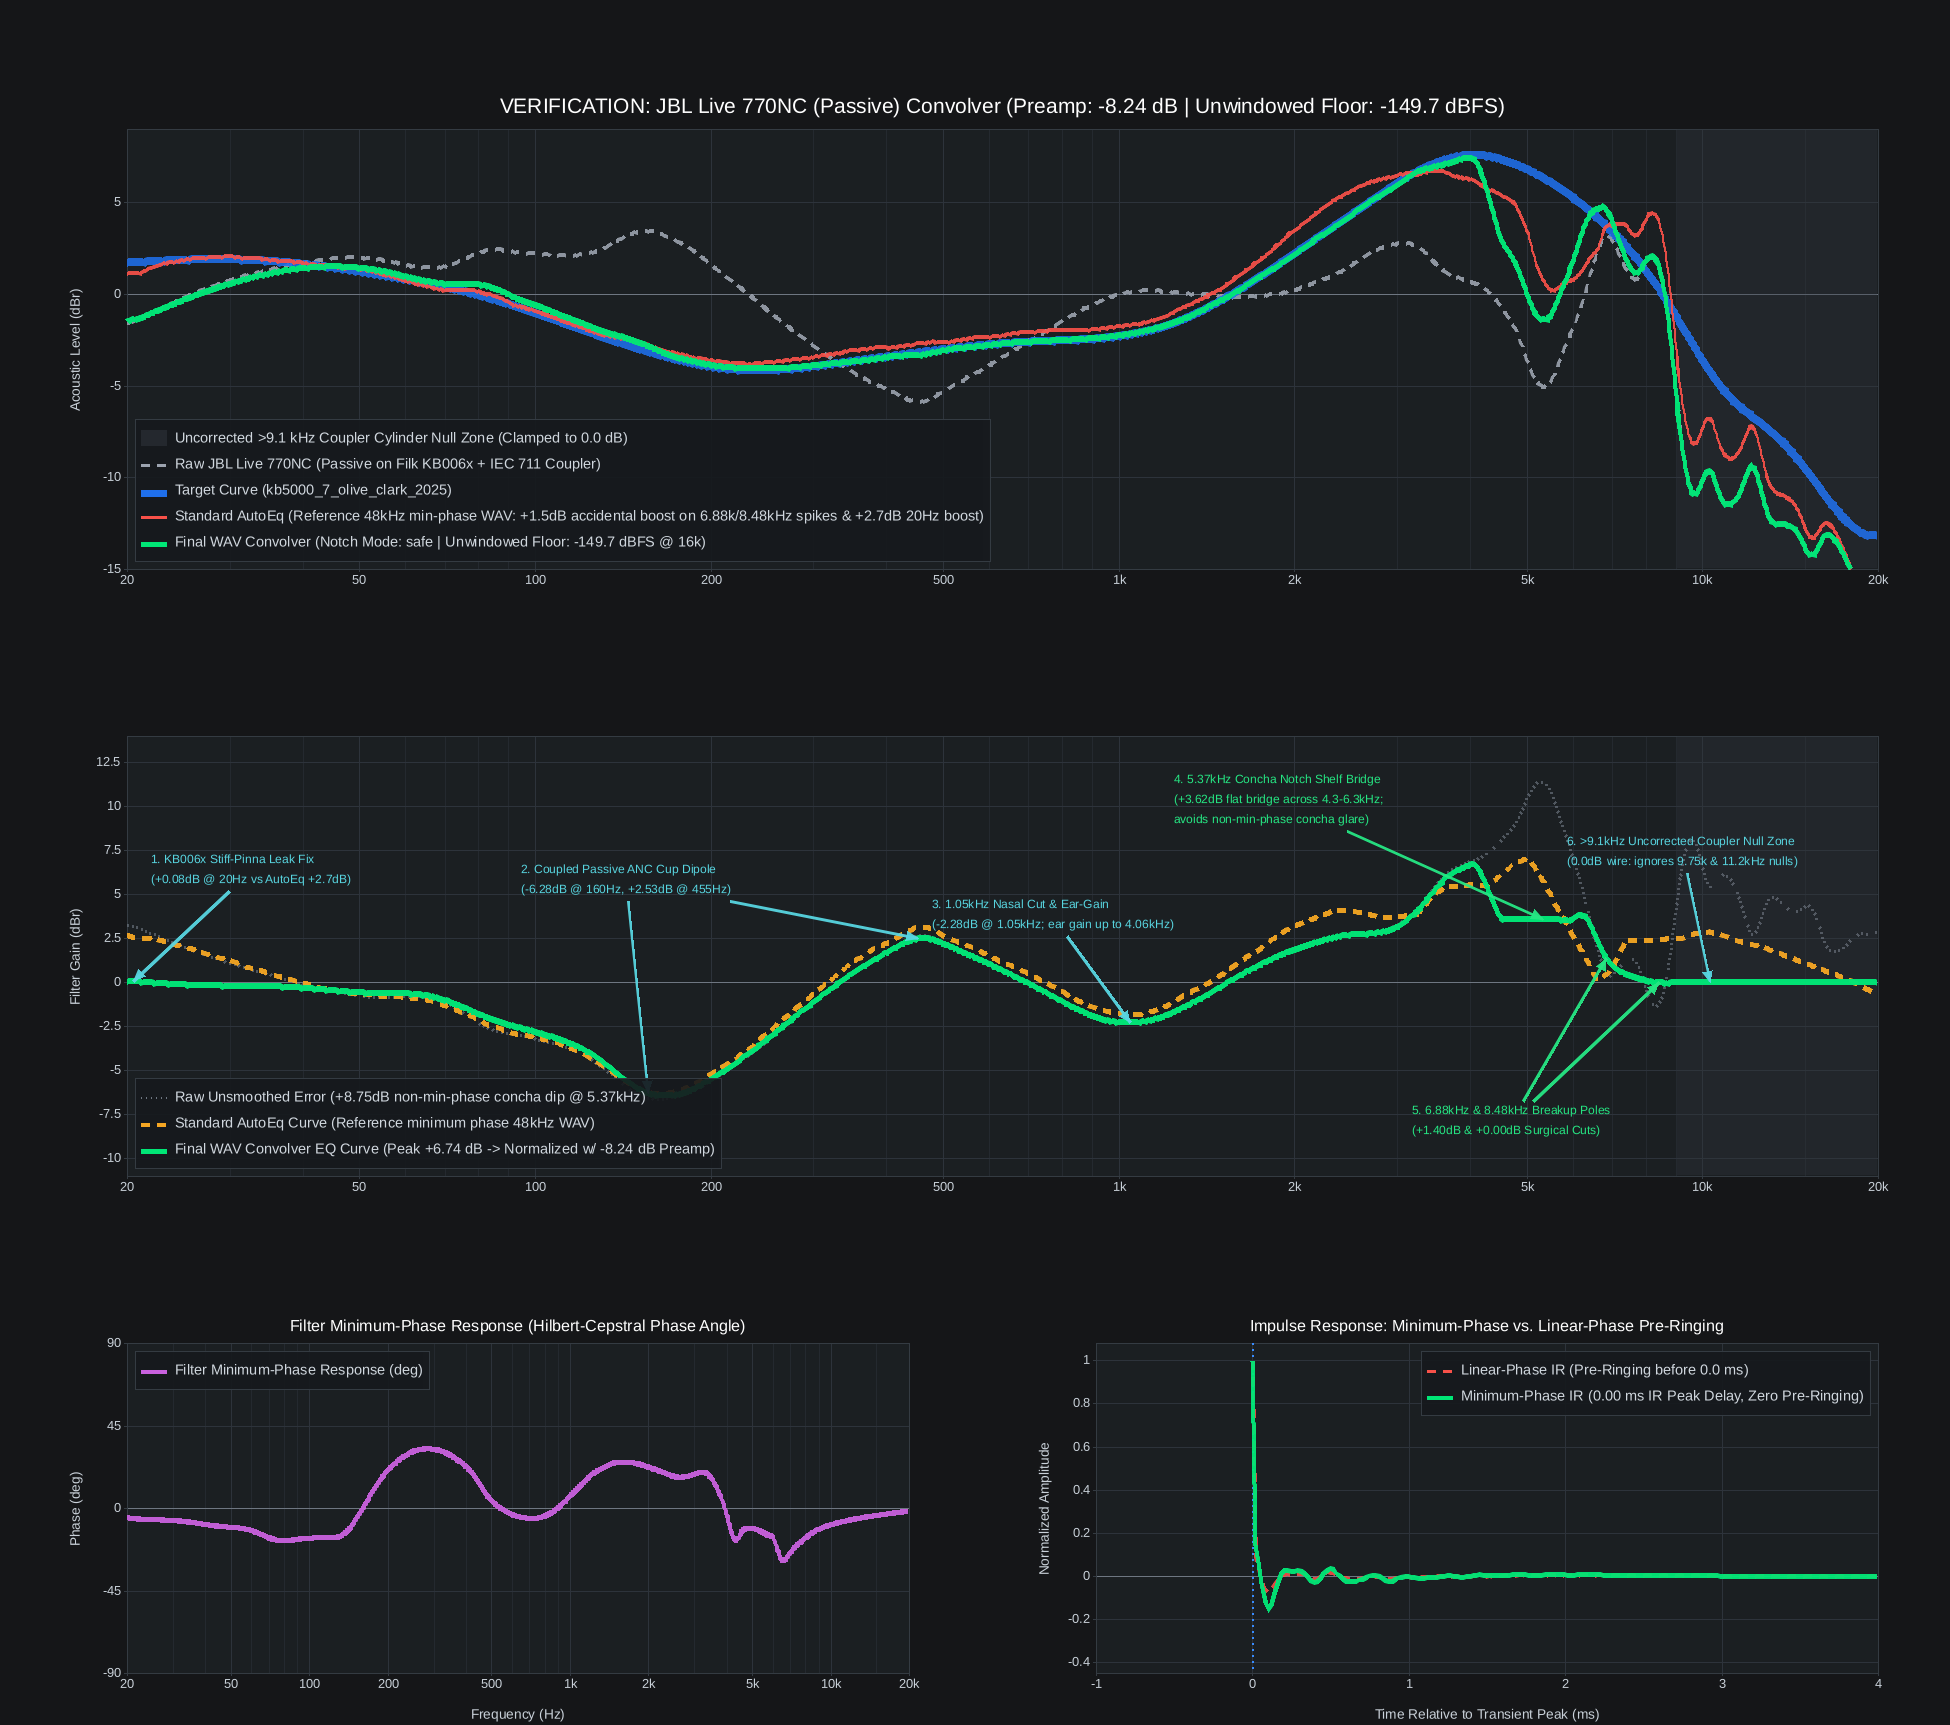 VERIFICATION: JBL Live 770NC (Passive) Convolver (Preamp: -8.24 dB | Unwindowed Floor: -149.7 dBFS)
Acoustic Level (dBr)
5
0
-5
-10
-15
Uncorrected >9.1 kHz Coupler Cylinder Null Zone (Clamped to 0.0 dB)
Raw JBL Live 770NC (Passive on Filk KB006x + IEC 711 Coupler)
Target Curve (kb5000_7_olive_clark_2025)
Standard AutoEq (Reference 48kHz min-phase WAV: +1.5dB accidental boost on 6.88k/8.48kHz spikes & +2.7dB 20Hz boost)
Final WAV Convolver (Notch Mode: safe | Unwindowed Floor: -149.7 dBFS @ 16k)
20 50 100 200 500 1k 2k 5k 10k 20k
Filter Gain (dBr)
12.5
10
7.5
5
2.5
0
-2.5
-5
-7.5
-10
1. KB006x Stiff-Pinna Leak Fix
(+0.08dB @ 20Hz vs AutoEq +2.7dB)
2. Coupled Passive ANC Cup Dipole
(-6.28dB @ 160Hz, +2.53dB @ 455Hz)
3. 1.05kHz Nasal Cut & Ear-Gain
(-2.28dB @ 1.05kHz; ear gain up to 4.06kHz)
4. 5.37kHz Concha Notch Shelf Bridge
(+3.62dB flat bridge across 4.3-6.3kHz;
avoids non-min-phase concha glare)
6. >9.1kHz Uncorrected Coupler Null Zone
(0.0dB wire: ignores 9.75k & 11.2kHz nulls)
5. 6.88kHz & 8.48kHz Breakup Poles
(+1.40dB & +0.00dB Surgical Cuts)
Raw Unsmoothed Error (+8.75dB non-min-phase concha dip @ 5.37kHz)
Standard AutoEq Curve (Reference minimum phase 48kHz WAV)
Final WAV Convolver EQ Curve (Peak +6.74 dB -> Normalized w/ -8.24 dB Preamp)
20 50 100 200 500 1k 2k 5k 10k 20k
Filter Minimum-Phase Response (Hilbert-Cepstral Phase Angle)
Phase (deg)
90
45
0
-45
-90
Filter Minimum-Phase Response (deg)
20 50 100 200 500 1k 2k 5k 10k 20k
Frequency (Hz)
Impulse Response: Minimum-Phase vs. Linear-Phase Pre-Ringing
Normalized Amplitude
1
0.8
0.6
0.4
0.2
0
-0.2
-0.4
Linear-Phase IR (Pre-Ringing before 0.0 ms)
Minimum-Phase IR (0.00 ms IR Peak Delay, Zero Pre-Ringing)
-1 0 1 2 3 4
Time Relative to Transient Peak (ms)